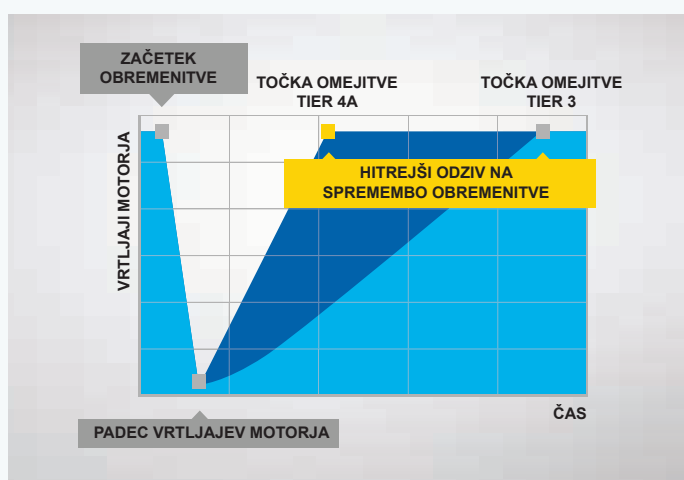 ZAČETEK
OBREMENITVE
TOČKA OMEJITVE
TIER 4A
TOČKA OMEJITVE
TIER 3
VRTLJAJI MOTORJA
HITREJŠI ODZIV NA
SPREMEMBO OBREMENITVE
ČAS
PADEC VRTLJAJEV MOTORJA